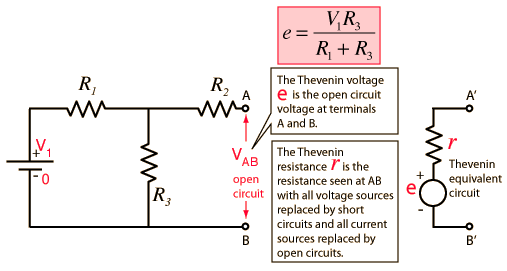 e = V₁R₃ / R₁ + R₃
R₁
R₂
A
The Thevenin voltage
e is the open circuit
voltage at terminals
A and B.
A'
V₁
+
- 0
R₃
V_AB
open
circuit
The Thevenin
resistance r is the
resistance seen at AB
with all voltage sources
replaced by short
circuits and all current
sources replaced by
open circuits.
r
Thevenin
equivalent
circuit
e
+
-
B
B'